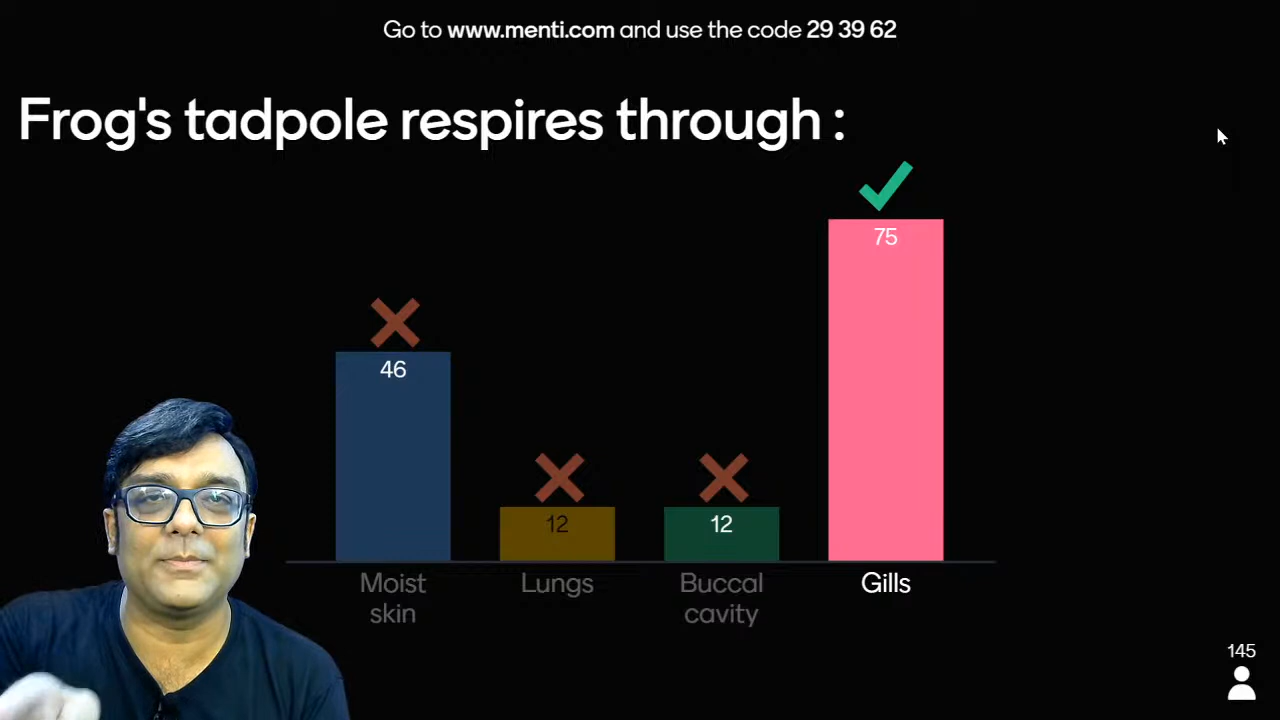 Go to www.menti.com and use the code 29 39 62
Frog's tadpole respires through :
75
46
12
12
Moist
skin
Lungs
Buccal
cavity
Gills
145